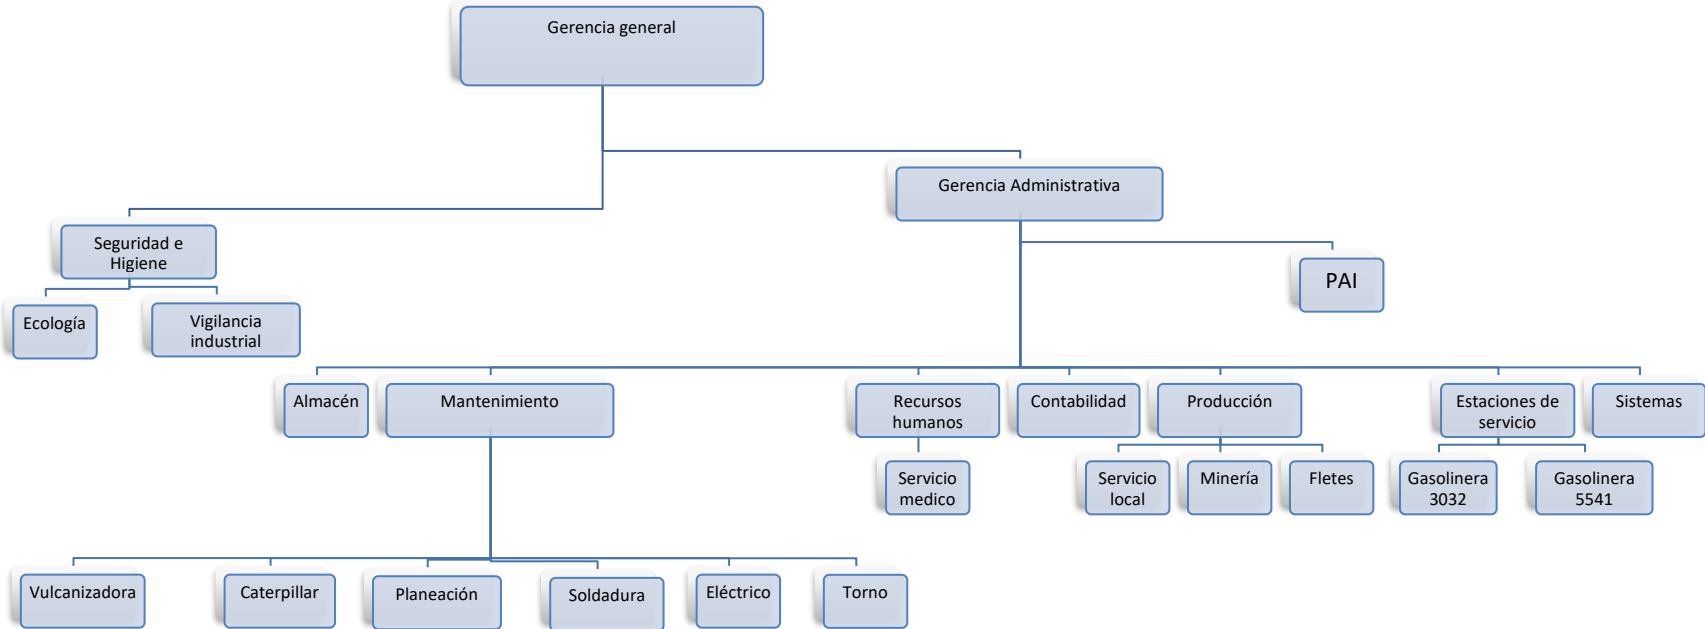 Gerencia general
Gerencia Administrativa
Seguridad e
Higiene
PAI
Ecología
Vigilancia
industrial
Almacén
Mantenimiento
Recursos
humanos
Contabilidad
Producción
Estaciones de
servicio
Sistemas
Servicio
medico
Servicio
local
Minería
Fletes
Gasolinera
3032
Gasolinera
5541
Vulcanizadora
Caterpillar
Planeación
Soldadura
Eléctrico
Torno